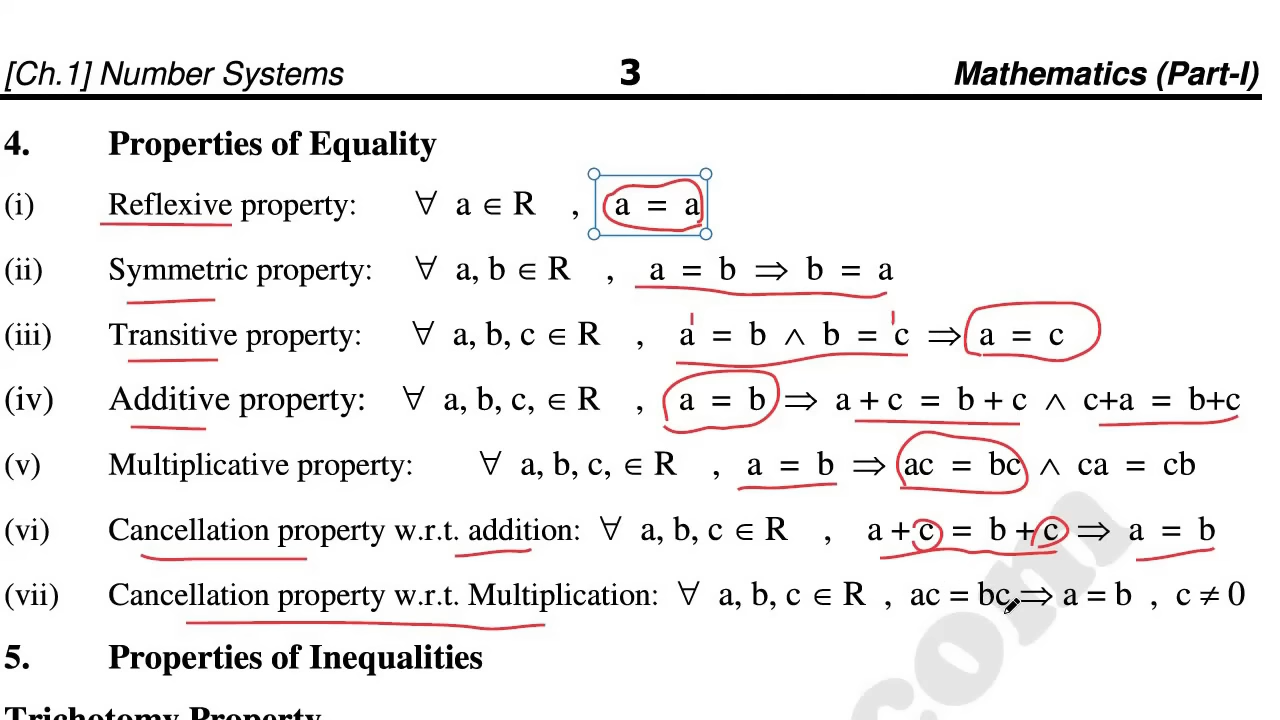 [Ch.1] Number Systems 3 Mathematics (Part-I)
4. Properties of Equality
(i) Reflexive property: ∀ a ∈ R , a = a
(ii) Symmetric property: ∀ a, b ∈ R , a = b ⇒ b = a
(iii) Transitive property: ∀ a, b, c ∈ R , a = b ∧ b = c ⇒ a = c
(iv) Additive property: ∀ a, b, c, ∈ R , a = b ⇒ a + c = b + c ∧ c+a = b+c
(v) Multiplicative property: ∀ a, b, c, ∈ R , a = b ⇒ ac = bc ∧ ca = cb
(vi) Cancellation property w.r.t. addition: ∀ a, b, c ∈ R , a + c = b + c ⇒ a = b
(vii) Cancellation property w.r.t. Multiplication: ∀ a, b, c ∈ R , ac = bc ⇒ a = b , c ≠ 0
5. Properties of Inequalities
Trichotomy Property
.com